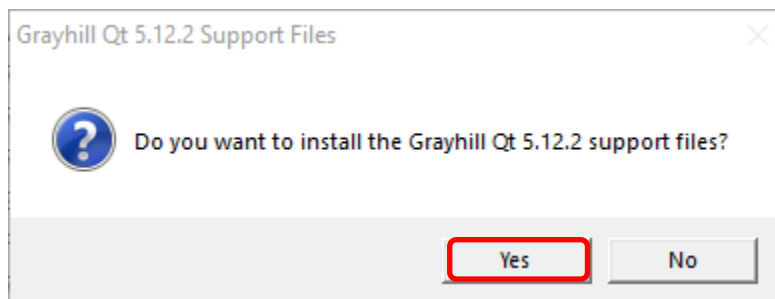 Grayhill Qt 5.12.2 Support Files
Do you want to install the Grayhill Qt 5.12.2 support files?
Yes No